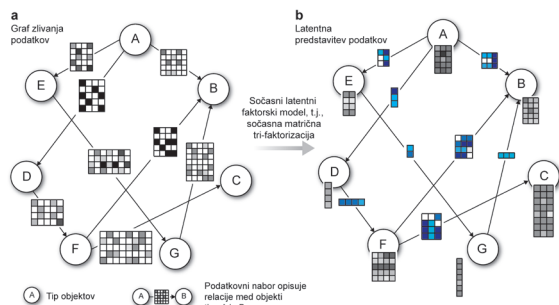 a
Graf zlivanja
podatkov
A
E
B
D
C
F
G
Sočasni latentni
faktorski model, t.j.,
sočasna matrična
tri-faktorizacija
b
Latentna
predstavitev podatkov
A
E
B
D
C
F
G
A Tip objektov
A B Podatkovni nabor opisuje
relacije med objekti